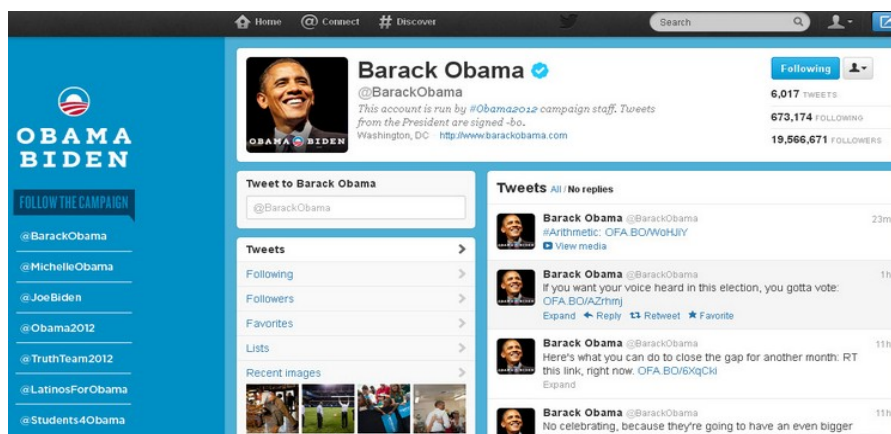 Home @ Connect # Discover Search
Barack Obama
@BarackObama
This account is run by #Obama2012 campaign staff. Tweets
from the President are signed -bo.
Washington, DC http://www.barackobama.com
OBAMA BIDEN
Following
6,017 TWEETS
673,174 FOLLOWING
19,566,671 FOLLOWERS
OBAMA
BIDEN
FOLLOW THE CAMPAIGN
@BarackObama
@MichelleObama
@JoeBiden
@Obama2012
@TruthTeam2012
@LatinosForObama
@Students4Obama
Tweet to Barack Obama
@BarackObama
Tweets
Following
Followers
Favorites
Lists
Recent images
Tweets All / No replies
Barack Obama @BarackObama 23m
#Arithmetic: OFA.BO/WoHJiY
View media
Barack Obama @BarackObama 1h
If you want your voice heard in this election, you gotta vote:
OFA.BO/AZrhmj
Expand Reply Retweet Favorite
Barack Obama @BarackObama 11h
Here's what you can do to close the gap for another month: RT
this link, right now. OFA.BO/6XqCki
Expand
Barack Obama @BarackObama 11h
No celebrating, because they're going to have an even bigger